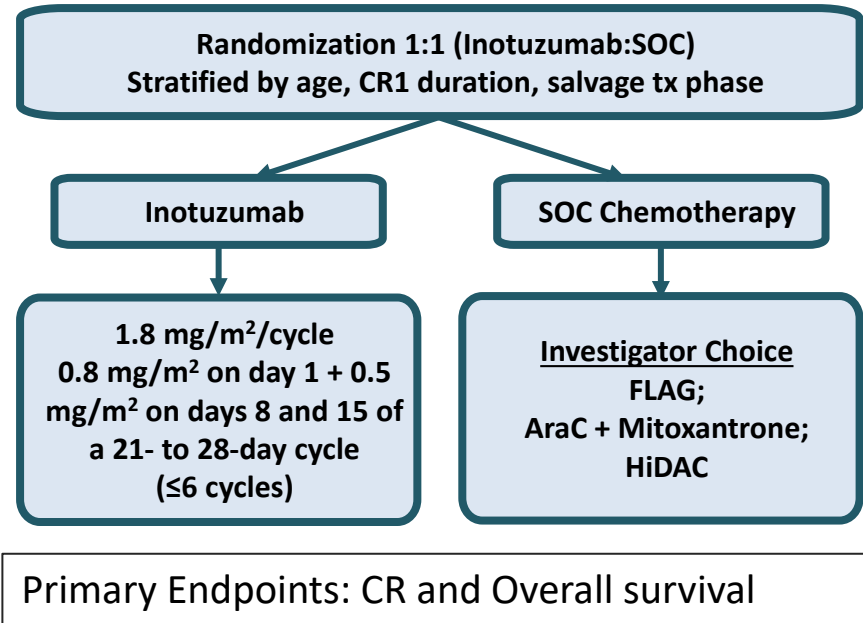 Randomization 1:1 (Inotuzumab:SOC)
Stratified by age, CR1 duration, salvage tx phase
Inotuzumab
SOC Chemotherapy
1.8 mg/m²/cycle
0.8 mg/m² on day 1 + 0.5
mg/m² on days 8 and 15 of
a 21- to 28-day cycle
(≤6 cycles)
Investigator Choice
FLAG;
AraC + Mitoxantrone;
HiDAC
Primary Endpoints: CR and Overall survival